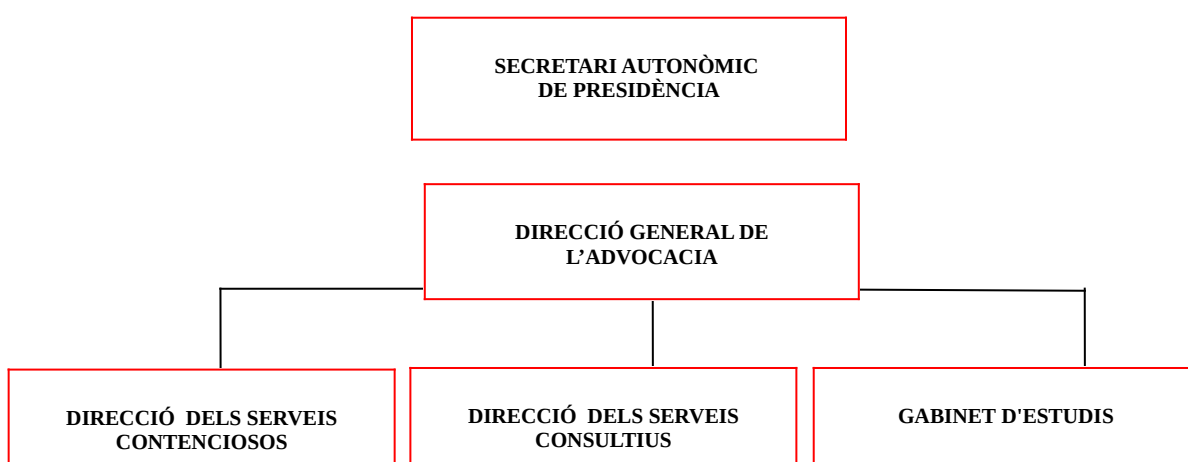 SECRETARI AUTONÒMIC
DE PRESIDÈNCIA
DIRECCIÓ GENERAL DE
L’ADVOCACIA
DIRECCIÓ  DELS SERVEIS
CONTENCIOSOS
DIRECCIÓ  DELS SERVEIS
CONSULTIUS
GABINET D'ESTUDIS